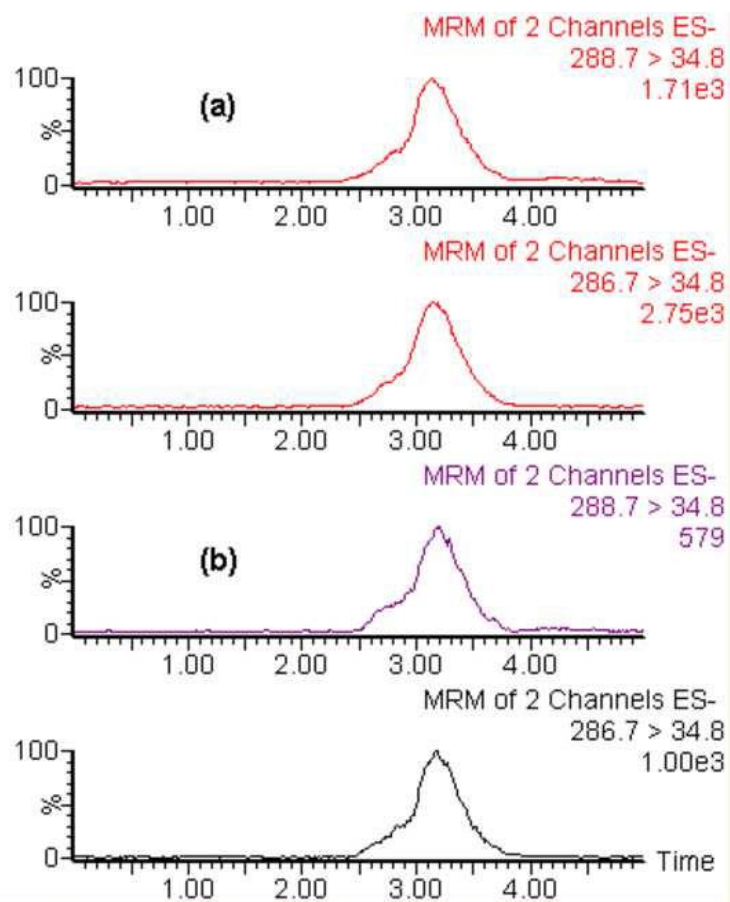 MRM of 2 Channels ES-
288.7 > 34.8
1.71e3
100
(a)
%
0
1.00 2.00 3.00 4.00
MRM of 2 Channels ES-
286.7 > 34.8
2.75e3
100
%
0
1.00 2.00 3.00 4.00
MRM of 2 Channels ES-
288.7 > 34.8
579
100
(b)
%
0
1.00 2.00 3.00 4.00
MRM of 2 Channels ES-
286.7 > 34.8
1.00e3
100
%
0
Time
1.00 2.00 3.00 4.00